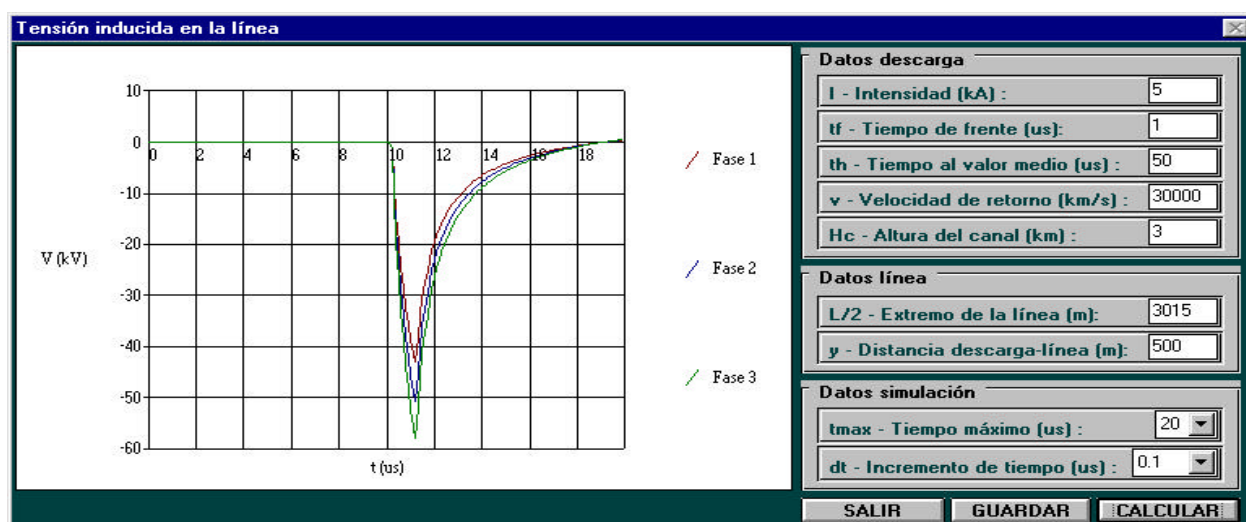 Tensión inducida en la línea
10
0
-10
-20
-30
-40
-50
-60
0 2 4 6 8 10 12 14 16 18
V (kV)
t (us)
Fase 1
Fase 2
Fase 3
Datos descarga
I - Intensidad (kA) : 5
tf - Tiempo de frente (us): 1
th - Tiempo al valor medio (us) : 50
v - Velocidad de retorno (km/s) : 30000
Hc - Altura del canal (km) : 3
Datos línea
L/2 - Extremo de la línea (m): 3015
y - Distancia descarga-línea (m): 500
Datos simulación
tmax - Tiempo máximo (us) : 20
dt - Incremento de tiempo (us) : 0.1
SALIR GUARDAR CALCULAR